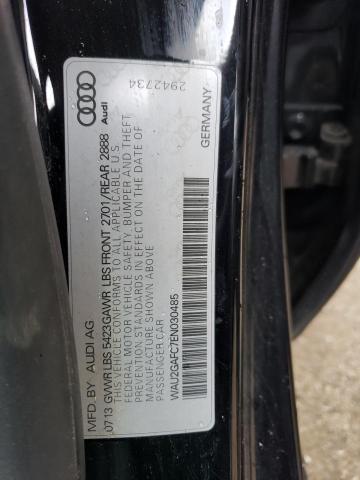 Audi
2942734
GERMANY
MFD. BY AUDI AG
07 13 GVWR LBS 5423 GAWR LBS FRONT 2701/REAR 2888
THIS VEHICLE CONFORMS TO ALL APPLICABLE U.S.
FEDERAL MOTOR VEHICLE SAFETY, BUMPER AND THEFT
PREVENTION STANDARDS IN EFFECT ON THE DATE OF
MANUFACTURE SHOWN ABOVE.
PASSENGER CAR
WAU2GAFC7EN030485